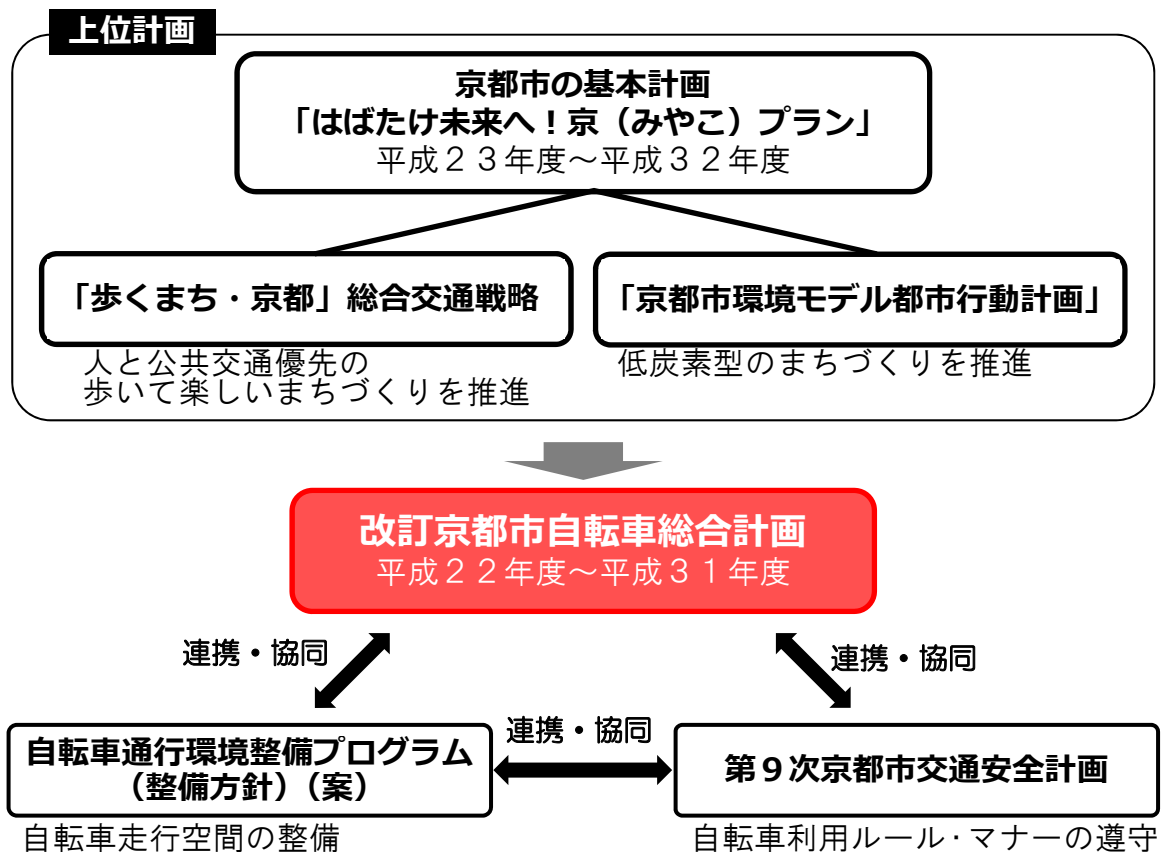 上位計画
京都市の基本計画
「はばたけ未来へ!京(みやこ)プラン」
平成23年度~平成32年度
「歩くまち・京都」総合交通戦略
人と公共交通優先の
歩いて楽しいまちづくりを推進
「京都市環境モデル都市行動計画」
低炭素型のまちづくりを推進
改訂京都市自転車総合計画
平成22年度~平成31年度
連携・協同
連携・協同
連携・協同
自転車通行環境整備プログラム
(整備方針)(案)
自転車走行空間の整備
第9次京都市交通安全計画
自転車利用ルール・マナーの遵守